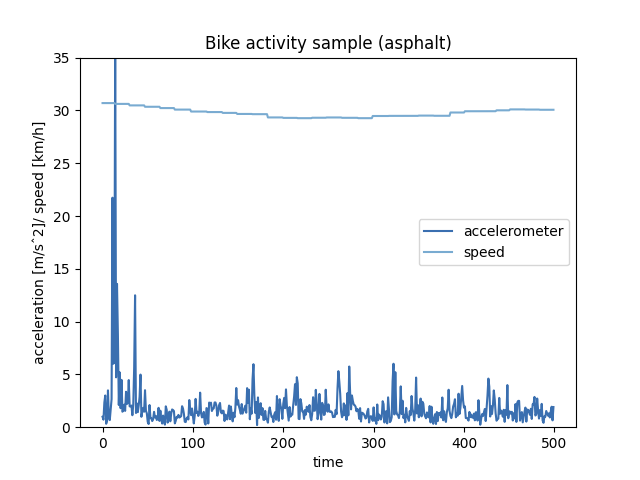 Bike activity sample (asphalt)
35
30
25
20
15
10
5
0
acceleration [m/s^2]/ speed [km/h]
accelerometer
speed
0 100 200 300 400 500
time